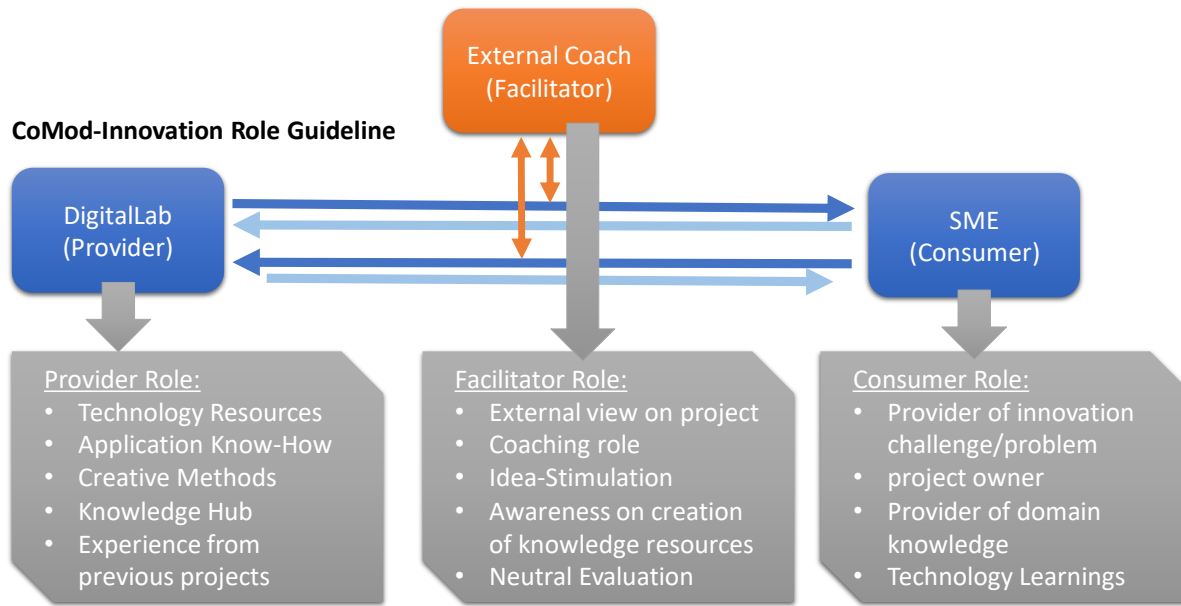 External Coach
(Facilitator)
CoMod-Innovation Role Guideline
DigitalLab
(Provider)
SME
(Consumer)
Provider Role:
• Technology Resources
• Application Know-How
• Creative Methods
• Knowledge Hub
• Experience from
previous projects
Facilitator Role:
• External view on project
• Coaching role
• Idea-Stimulation
• Awareness on creation
of knowledge resources
• Neutral Evaluation
Consumer Role:
• Provider of innovation
challenge/problem
• project owner
• Provider of domain
knowledge
• Technology Learnings